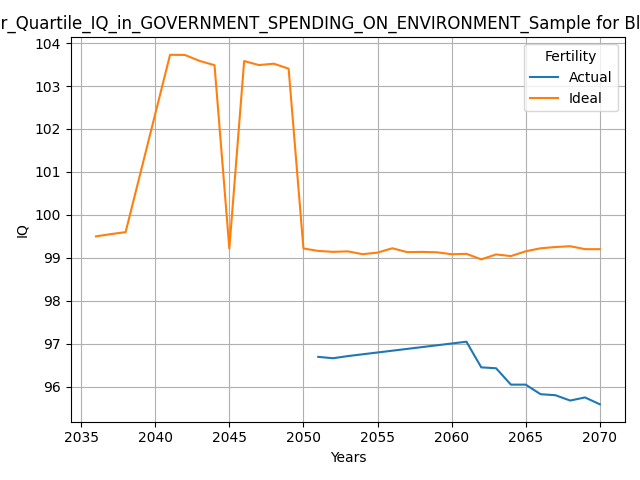 r_Quartile_IQ_in_GOVERNMENT_SPENDING_ON_ENVIRONMENT_Sample for Bl
104
103
102
101
100
99
98
97
96
IQ
Fertility
Actual
Ideal
2035 2040 2045 2050 2055 2060 2065 2070
Years